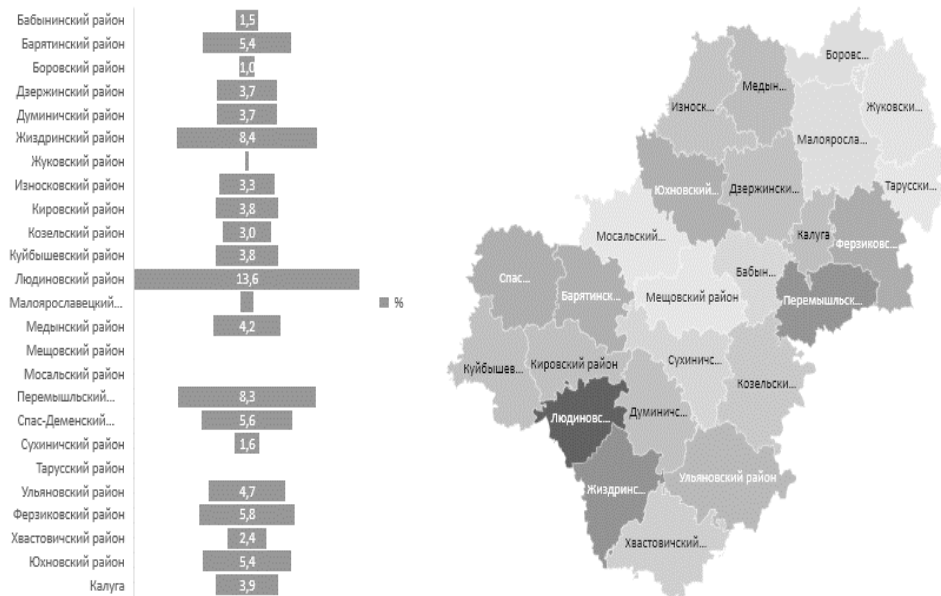 Бабынинский район 1,5
Барятинский район 5,4
Боровский район 1,0
Дзержинский район 3,7
Думиничский район 3,7
Жиздринский район 8,4
Жуковский район
Износковский район 3,3
Кировский район 3,8
Козельский район 3,0
Куйбышевский район 3,8
Людиновский район 13,6
Малоярославецкий...
Медынский район 4,2
Мещовский район
Мосальский район
Перемышльский... 8,3
Спас-Деменский... 5,6
Сухиничский район 1,6
Тарусский район
Ульяновский район 4,7
Ферзиковский район 5,8
Хвастовичский район 2,4
Юхновский район 5,4
Калуга 3,9
%
Боровс...
Медын...
Износк...
Жуковски...
Малояросла...
Юхновский...
Дзержински...
Тарусски...
Мосальский...
Калуга
Ферзиковс...
Спас...
Барятинск...
Бабын...
Мещовский район
Перемышльск...
Куйбышев...
Кировский район
Сухиничс...
Козельски...
Людиновс...
Думиничс...
Жиздринс...
Ульяновский район
Хвастовичский...